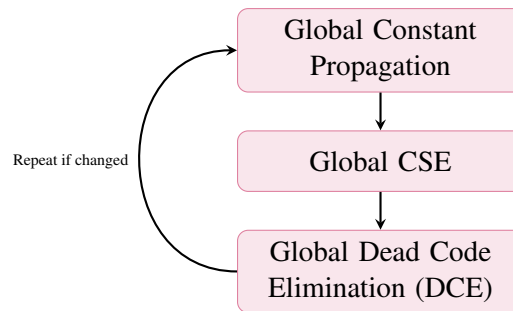 Global Constant
Propagation
Repeat if changed
Global CSE
Global Dead Code
Elimination (DCE)